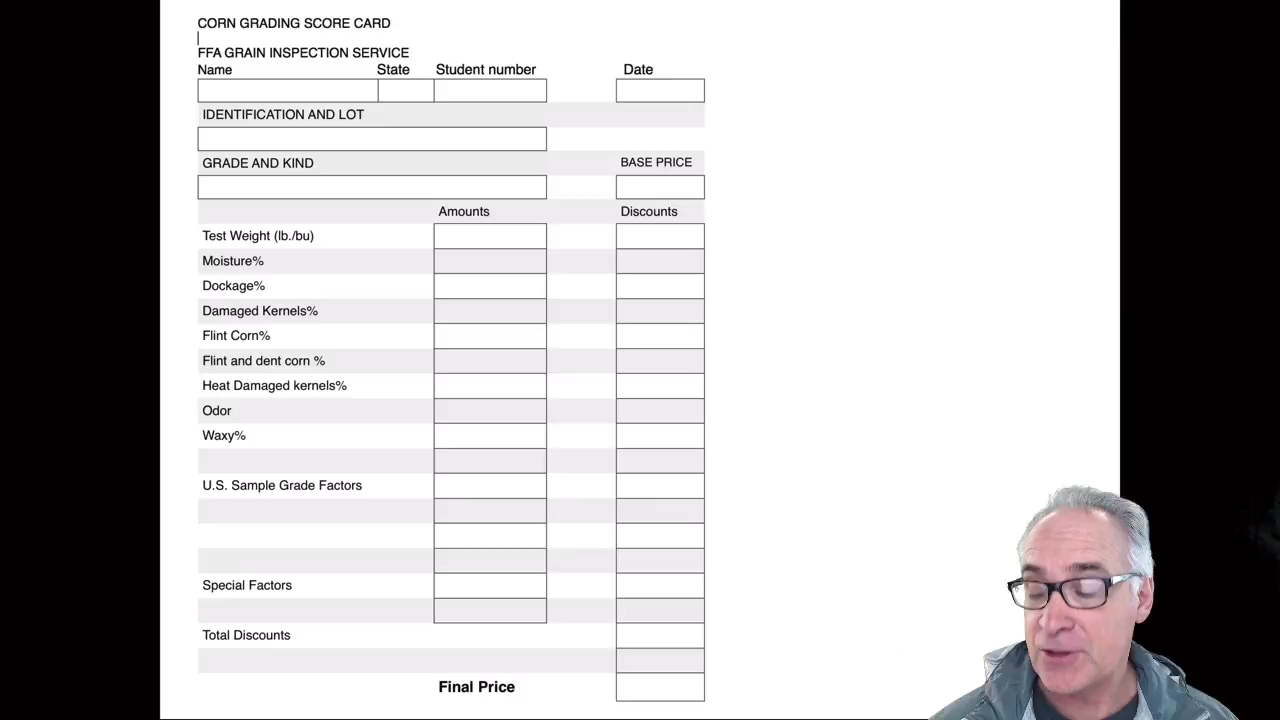 CORN GRADING SCORE CARD
FFA GRAIN INSPECTION SERVICE
Name State Student number Date
IDENTIFICATION AND LOT
GRADE AND KIND BASE PRICE
Amounts Discounts
Test Weight (lb./bu)
Moisture%
Dockage%
Damaged Kernels%
Flint Corn%
Flint and dent corn %
Heat Damaged kernels%
Odor
Waxy%
U.S. Sample Grade Factors
Special Factors
Total Discounts
Final Price